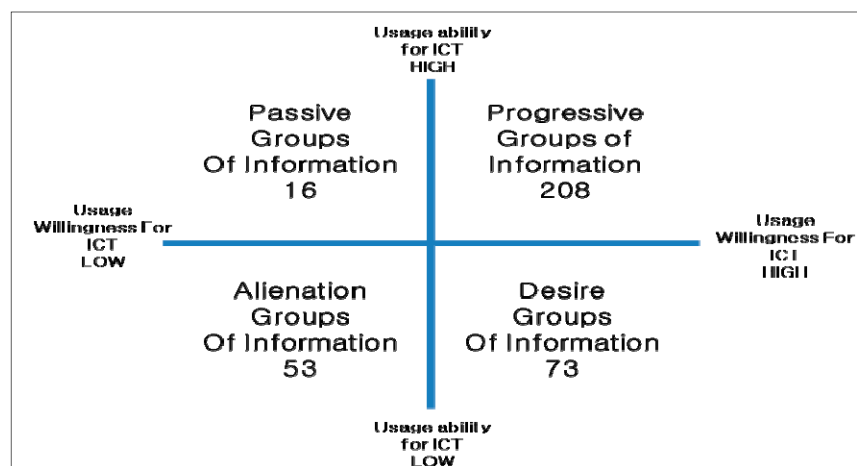 Usage ability
for ICT
HIGH
Passive
Groups
Of Information
16
Progressive
Groups of
Information
208
Usage
Willingness For
ICT
LOW
Usage
Willingness For
ICT
HIGH
Alienation
Groups
Of Information
53
Desire
Groups
Of Information
73
Usage ability
for ICT
LOW